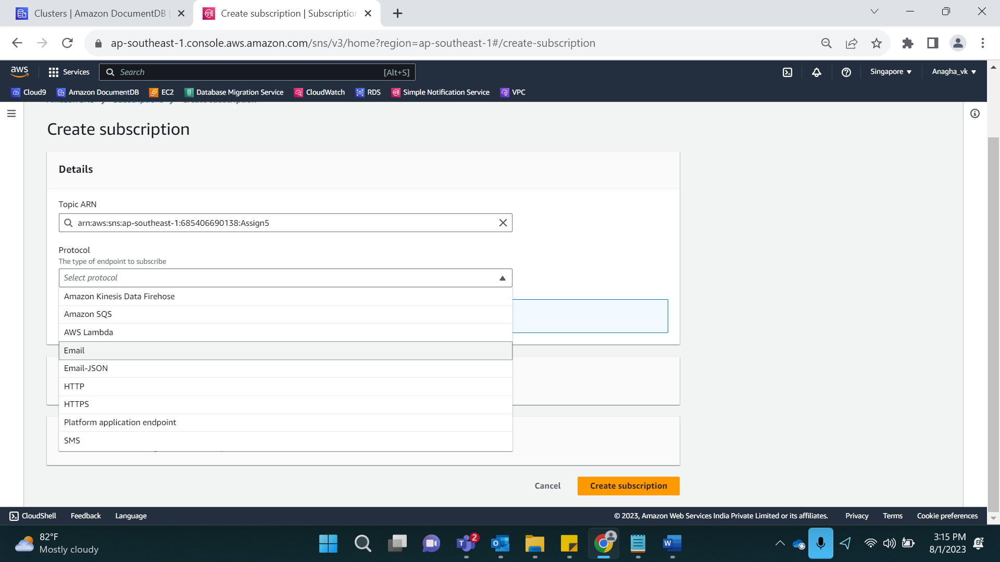 Clusters | Amazon DocumentDB
Create subscription | Subscription
ap-southeast-1.console.aws.amazon.com/sns/v3/home?region=ap-southeast-1#/create-subscription
aws
Services
Search
[Alt+S]
Singapore
Anagha_vk
Cloud9
Amazon DocumentDB
EC2
Database Migration Service
CloudWatch
RDS
Simple Notification Service
VPC
Create subscription
Details
Topic ARN
arn:aws:sns:ap-southeast-1:685406690138:Assign5
Protocol
The type of endpoint to subscribe
Select protocol
Amazon Kinesis Data Firehose
Amazon SQS
AWS Lambda
Email
Email-JSON
HTTP
HTTPS
Platform application endpoint
SMS
Cancel
Create subscription
CloudShell
Feedback
Language
© 2023, Amazon Web Services India Private Limited or its affiliates.
Privacy
Terms
Cookie preferences
82°F
Mostly cloudy
2
3:15 PM
8/1/2023